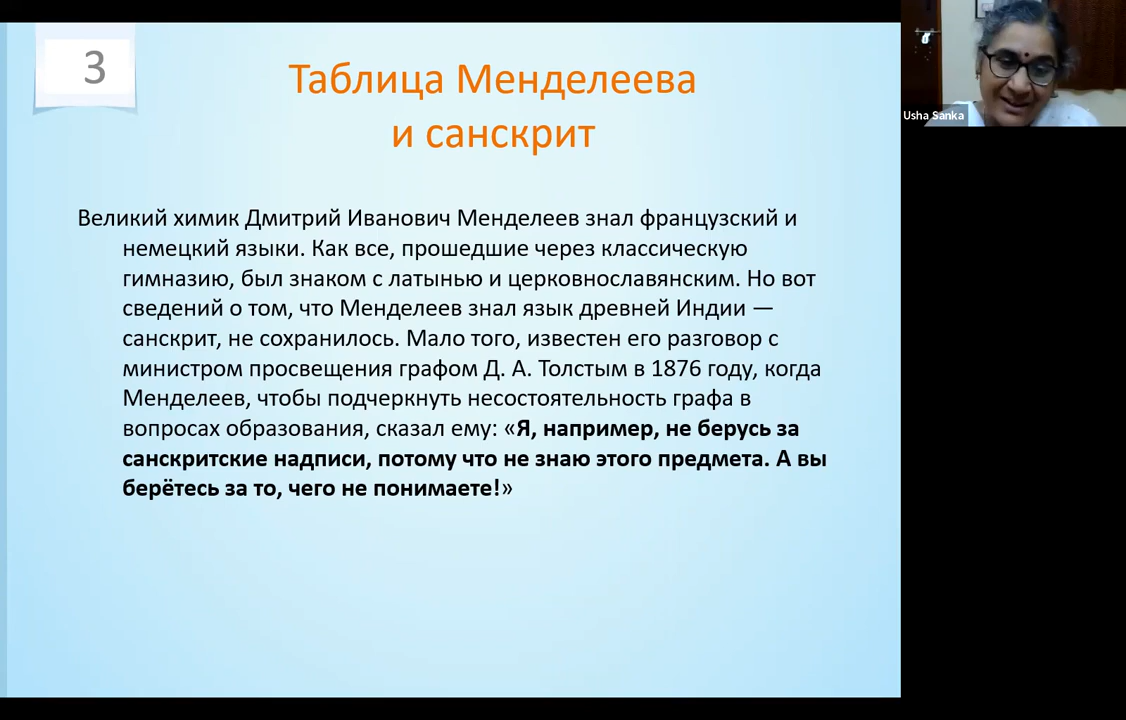 3
Таблица Менделеева
и санскрит
Великий химик Дмитрий Иванович Менделеев знал французский и
немецкий языки. Как все, прошедшие через классическую
гимназию, был знаком с латынью и церковнославянским. Но вот
сведений о том, что Менделеев знал язык древней Индии —
санскрит, не сохранилось. Мало того, известен его разговор с
министром просвещения графом Д. А. Толстым в 1876 году, когда
Менделеев, чтобы подчеркнуть несостоятельность графа в
вопросах образования, сказал ему: «Я, например, не берусь за
санскритские надписи, потому что не знаю этого предмета. А вы
берётесь за то, чего не понимаете!»
Usha Sanka